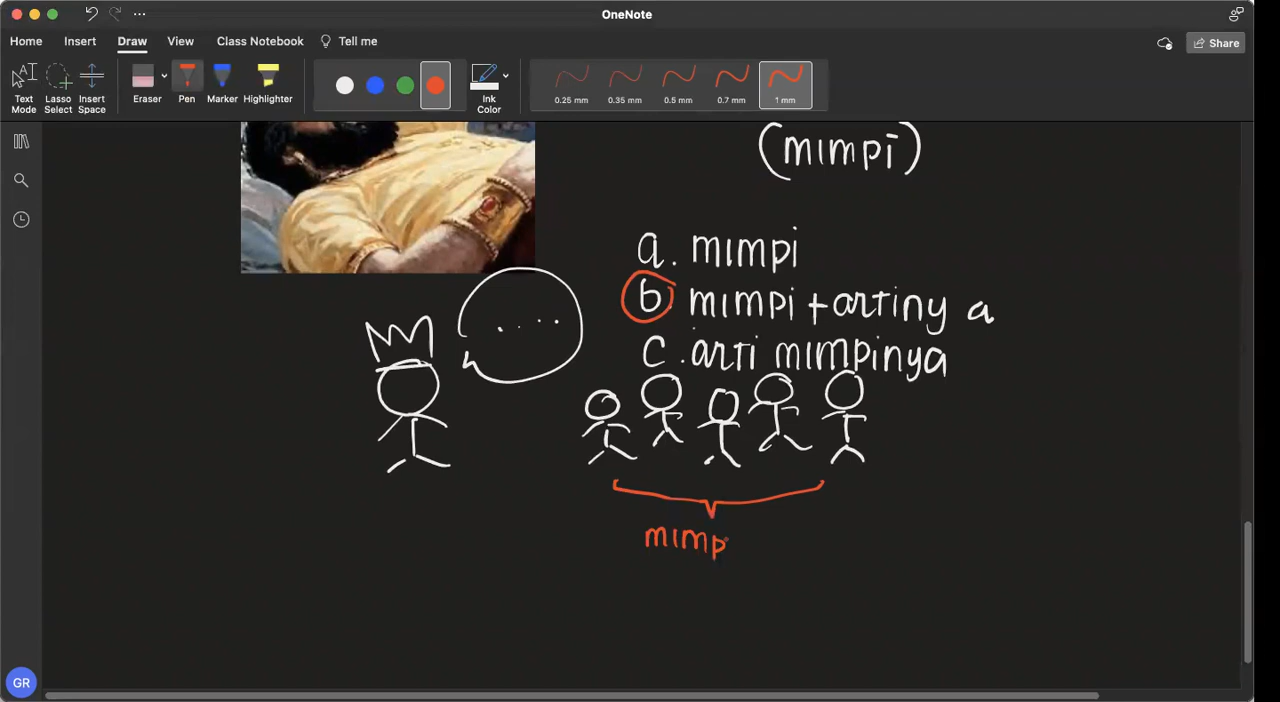 OneNote
Home Insert Draw View Class Notebook Tell me
Share
Text Mode
Lasso Select
Insert Space
Eraser
Pen
Marker
Highlighter
Ink Color
0.25 mm
0.35 mm
0.5 mm
0.7 mm
1 mm
(mimpi)
a. mimpi
b. mimpi + artinya
c. arti mimpinya
mimp
GR